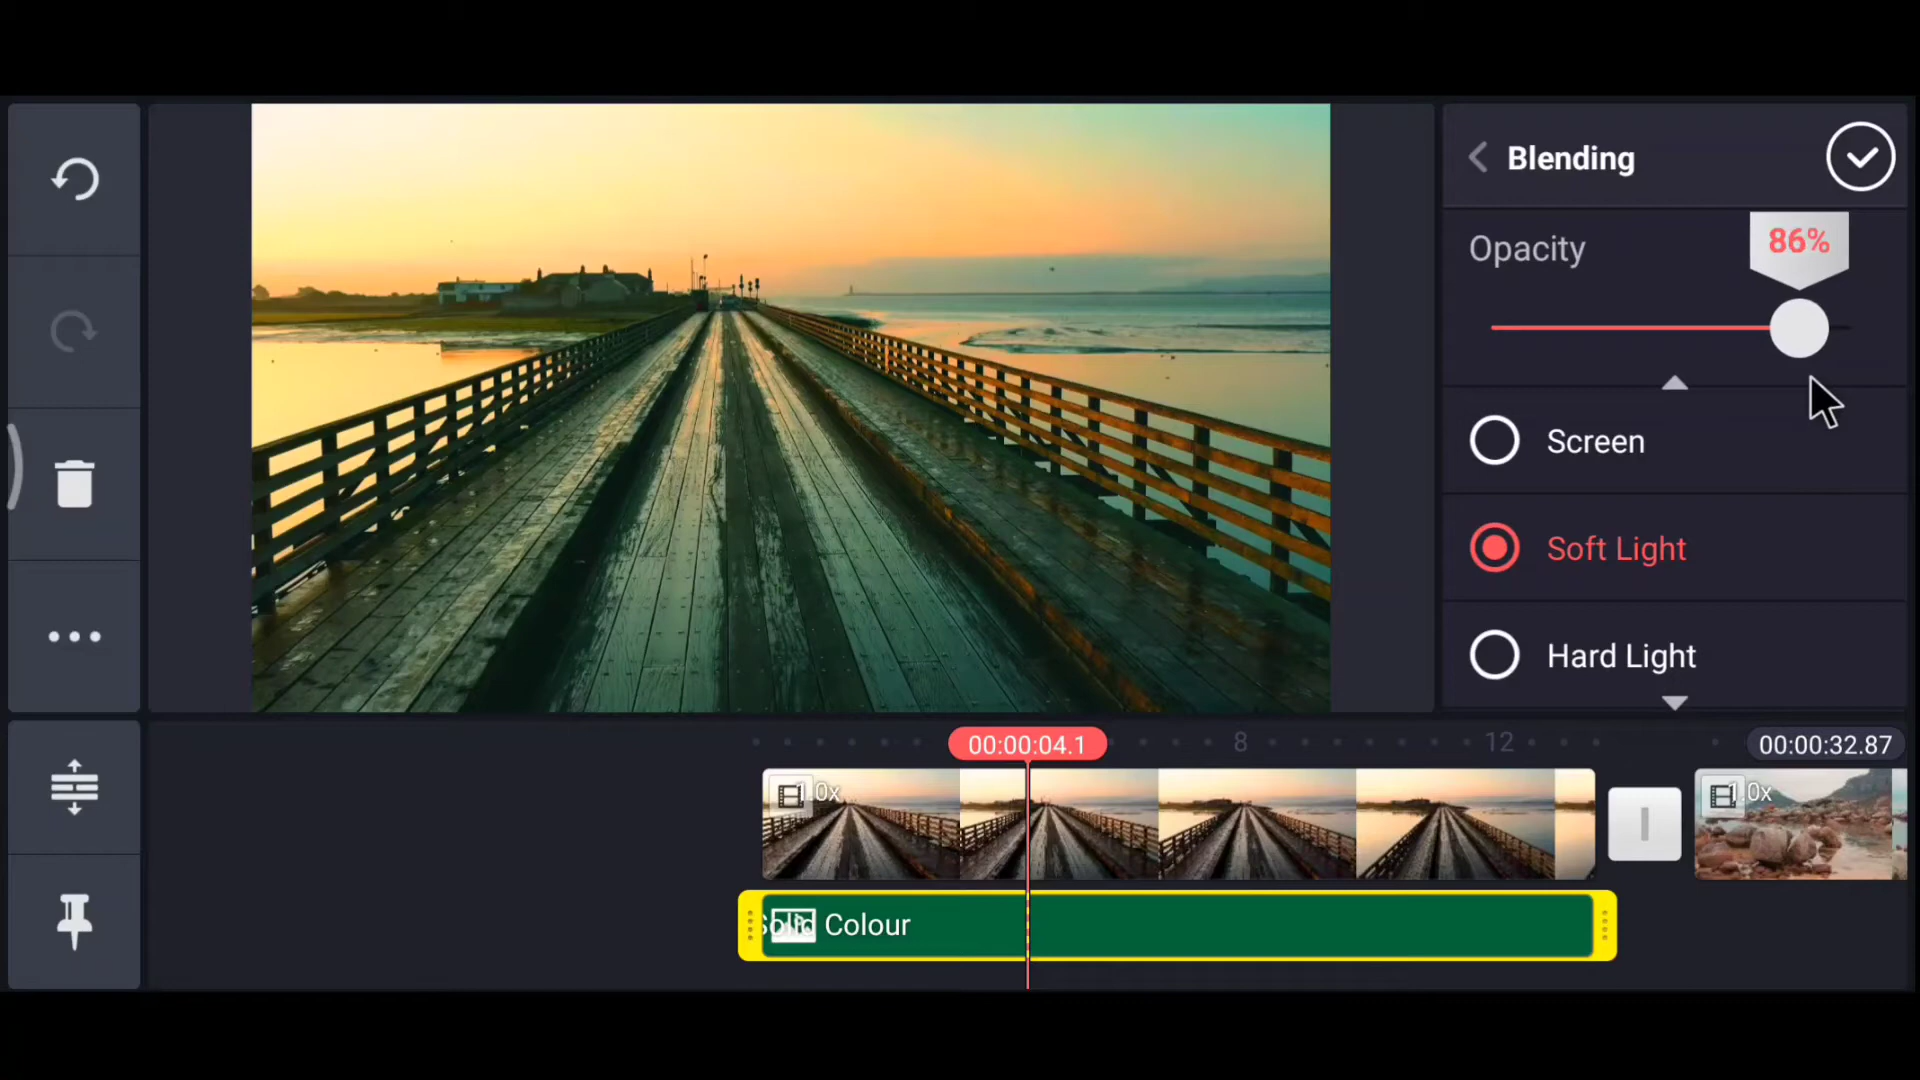 Blending
Opacity
86%
Screen
Soft Light
Hard Light
00:00:04.1
8
12
00:00:32.87
1.0x
1.0x
Solid Colour